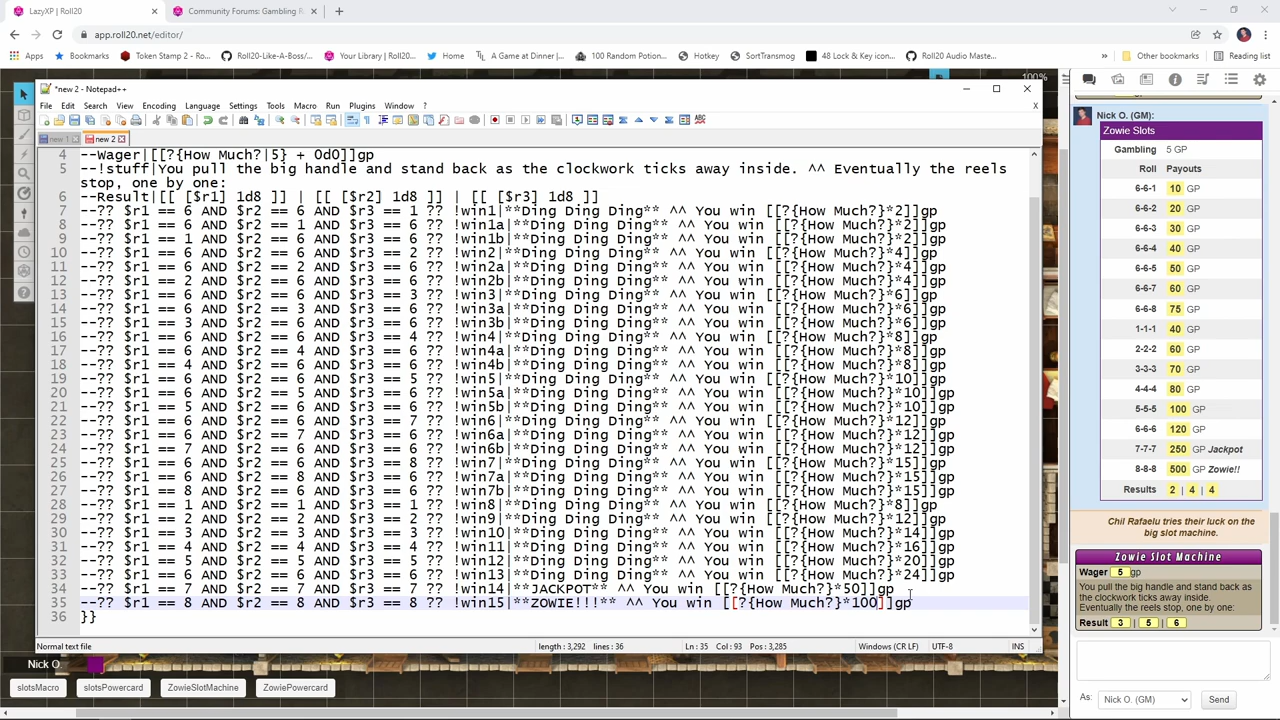 LazyXP | Roll20
Community Forums: Gambling R
app.roll20.net/editor/
Apps
Bookmarks
Token Stamp 2 - Ro...
Roll20-Like-A-Boss/...
Your Library | Roll20...
Home
A Game at Dinner |...
100 Random Potion...
Hotkey
SortTransmog
48 Lock & Key icon...
Roll20 Audio Maste...
»
Other bookmarks
Reading list
100%
*new 2 - Notepad++
File Edit Search View Encoding Language Settings Tools Macro Run Plugins Window ?
X
new 1
new 2
4 --Wager|[[?{How Much?|5} + 0d0]]gp
5 --!stuff|You pull the big handle and stand back as the clockwork ticks away inside. ^^ Eventually the reels
stop, one by one:
6 --Result|[[ [$r1] 1d8 ]] | [[ [$r2] 1d8 ]] | [[ [$r3] 1d8 ]]
7 --?? $r1 == 6 AND $r2 == 6 AND $r3 == 1 ?? !win1|**Ding Ding Ding** ^^ You win [[?{How Much?}*2]]gp
8 --?? $r1 == 6 AND $r2 == 1 AND $r3 == 6 ?? !win1a|**Ding Ding Ding** ^^ You win [[?{How Much?}*2]]gp
9 --?? $r1 == 1 AND $r2 == 6 AND $r3 == 6 ?? !win1b|**Ding Ding Ding** ^^ You win [[?{How Much?}*2]]gp
10 --?? $r1 == 6 AND $r2 == 6 AND $r3 == 2 ?? !win2|**Ding Ding Ding** ^^ You win [[?{How Much?}*4]]gp
11 --?? $r1 == 6 AND $r2 == 2 AND $r3 == 6 ?? !win2a|**Ding Ding Ding** ^^ You win [[?{How Much?}*4]]gp
12 --?? $r1 == 2 AND $r2 == 6 AND $r3 == 6 ?? !win2b|**Ding Ding Ding** ^^ You win [[?{How Much?}*4]]gp
13 --?? $r1 == 6 AND $r2 == 6 AND $r3 == 3 ?? !win3|**Ding Ding Ding** ^^ You win [[?{How Much?}*6]]gp
14 --?? $r1 == 6 AND $r2 == 3 AND $r3 == 6 ?? !win3a|**Ding Ding Ding** ^^ You win [[?{How Much?}*6]]gp
15 --?? $r1 == 3 AND $r2 == 6 AND $r3 == 6 ?? !win3b|**Ding Ding Ding** ^^ You win [[?{How Much?}*6]]gp
16 --?? $r1 == 6 AND $r2 == 6 AND $r3 == 4 ?? !win4|**Ding Ding Ding** ^^ You win [[?{How Much?}*8]]gp
17 --?? $r1 == 6 AND $r2 == 4 AND $r3 == 6 ?? !win4a|**Ding Ding Ding** ^^ You win [[?{How Much?}*8]]gp
18 --?? $r1 == 4 AND $r2 == 6 AND $r3 == 6 ?? !win4b|**Ding Ding Ding** ^^ You win [[?{How Much?}*8]]gp
19 --?? $r1 == 6 AND $r2 == 6 AND $r3 == 5 ?? !win5|**Ding Ding Ding** ^^ You win [[?{How Much?}*10]]gp
20 --?? $r1 == 6 AND $r2 == 5 AND $r3 == 6 ?? !win5a|**Ding Ding Ding** ^^ You win [[?{How Much?}*10]]gp
21 --?? $r1 == 5 AND $r2 == 6 AND $r3 == 6 ?? !win5b|**Ding Ding Ding** ^^ You win [[?{How Much?}*10]]gp
22 --?? $r1 == 6 AND $r2 == 6 AND $r3 == 7 ?? !win6|**Ding Ding Ding** ^^ You win [[?{How Much?}*12]]gp
23 --?? $r1 == 6 AND $r2 == 7 AND $r3 == 6 ?? !win6a|**Ding Ding Ding** ^^ You win [[?{How Much?}*12]]gp
24 --?? $r1 == 7 AND $r2 == 6 AND $r3 == 6 ?? !win6b|**Ding Ding Ding** ^^ You win [[?{How Much?}*12]]gp
25 --?? $r1 == 6 AND $r2 == 6 AND $r3 == 8 ?? !win7|**Ding Ding Ding** ^^ You win [[?{How Much?}*15]]gp
26 --?? $r1 == 6 AND $r2 == 8 AND $r3 == 6 ?? !win7a|**Ding Ding Ding** ^^ You win [[?{How Much?}*15]]gp
27 --?? $r1 == 8 AND $r2 == 6 AND $r3 == 6 ?? !win7b|**Ding Ding Ding** ^^ You win [[?{How Much?}*15]]gp
28 --?? $r1 == 1 AND $r2 == 1 AND $r3 == 1 ?? !win8|**Ding Ding Ding** ^^ You win [[?{How Much?}*8]]gp
29 --?? $r1 == 2 AND $r2 == 2 AND $r3 == 2 ?? !win9|**Ding Ding Ding** ^^ You win [[?{How Much?}*12]]gp
30 --?? $r1 == 3 AND $r2 == 3 AND $r3 == 3 ?? !win10|**Ding Ding Ding** ^^ You win [[?{How Much?}*14]]gp
31 --?? $r1 == 4 AND $r2 == 4 AND $r3 == 4 ?? !win11|**Ding Ding Ding** ^^ You win [[?{How Much?}*16]]gp
32 --?? $r1 == 5 AND $r2 == 5 AND $r3 == 5 ?? !win12|**Ding Ding Ding** ^^ You win [[?{How Much?}*20]]gp
33 --?? $r1 == 6 AND $r2 == 6 AND $r3 == 6 ?? !win13|**Ding Ding Ding** ^^ You win [[?{How Much?}*24]]gp
34 --?? $r1 == 7 AND $r2 == 7 AND $r3 == 7 ?? !win14|**JACKPOT** ^^ You win [[?{How Much?}*50]]gp
35 --?? $r1 == 8 AND $r2 == 8 AND $r3 == 8 ?? !win15|**ZOWIE!!!** ^^ You win [[?{How Much?}*100]]gp
36 }}
Normal text file
length : 3,292 lines : 36
Ln : 35 Col : 93 Pos : 3,285
Windows (CR LF)
UTF-8
INS
Nick O.
slotsMacro
slotsPowercard
ZowieSlotMachine
ZowiePowercard
Nick O. (GM):
Zowie Slots
Gambling 5 GP
Roll Payouts
6-6-1 10 GP
6-6-2 20 GP
6-6-3 30 GP
6-6-4 40 GP
6-6-5 50 GP
6-6-7 60 GP
6-6-8 75 GP
1-1-1 40 GP
2-2-2 60 GP
3-3-3 70 GP
4-4-4 80 GP
5-5-5 100 GP
6-6-6 120 GP
7-7-7 250 GP Jackpot
8-8-8 500 GP Zowie!!
Results 2 | 4 | 4
Chil Rafaelu tries their luck on the
big slot machine.
Zowie Slot Machine
Wager 5 gp
You pull the big handle and stand back as
the clockwork ticks away inside.
Eventually the reels stop, one by one:
Result 3 | 5 | 6
As: Nick O. (GM) Send